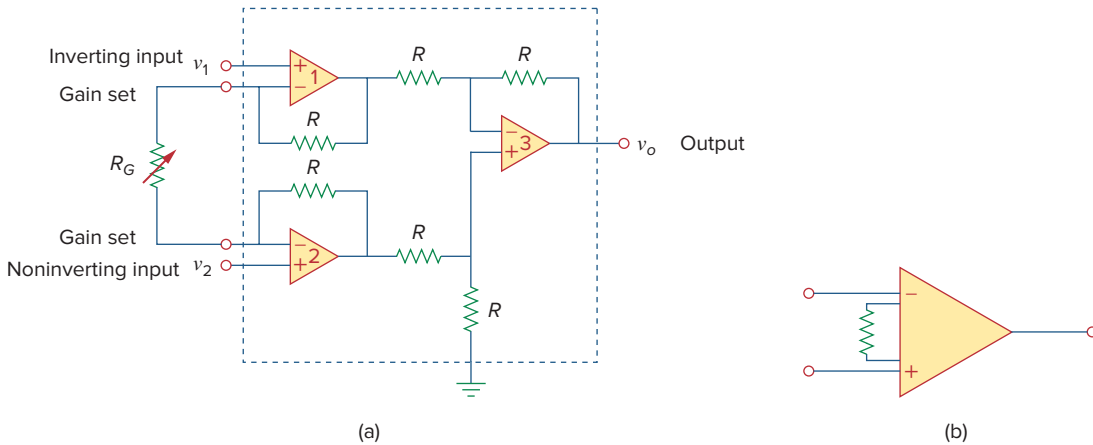 Inverting input v1
Gain set
+
−
1
R
R
R
R
RG
−
+
3
vo Output
Gain set
Noninverting input v2
−
+
2
R
R
−
+
(a)
(b)